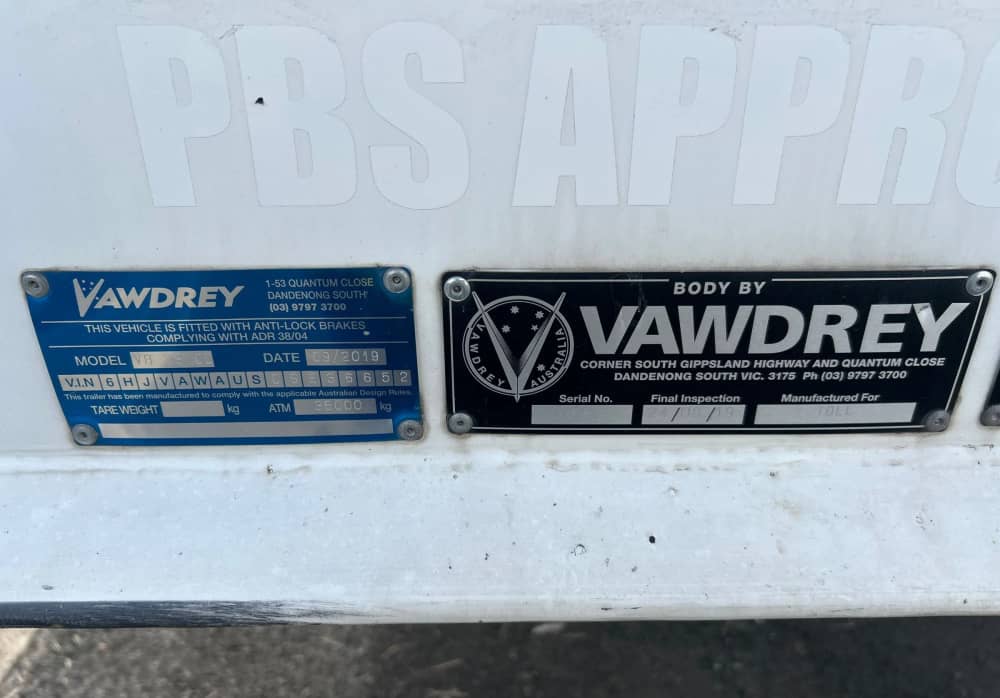 PBS APPRO
VAWDREY
1-53 QUANTUM CLOSE
DANDENONG SOUTH
(03) 9797 3700
THIS VEHICLE IS FITTED WITH ANTI-LOCK BRAKES
COMPLYING WITH ADR 38/04
MODEL VB DATE 09/2019
V.I.N 6HJVAWAUS
This trailer has been manufactured to comply with the applicable Australian Design Rules.
TARE WEIGHT kg ATM kg
BODY BY
VAWDREY
VAWDREY AUSTRALIA
CORNER SOUTH GIPPSLAND HIGHWAY AND QUANTUM CLOSE
DANDENONG SOUTH VIC. 3175 Ph (03) 9797 3700
Serial No. Final Inspection Manufactured For
TOLL